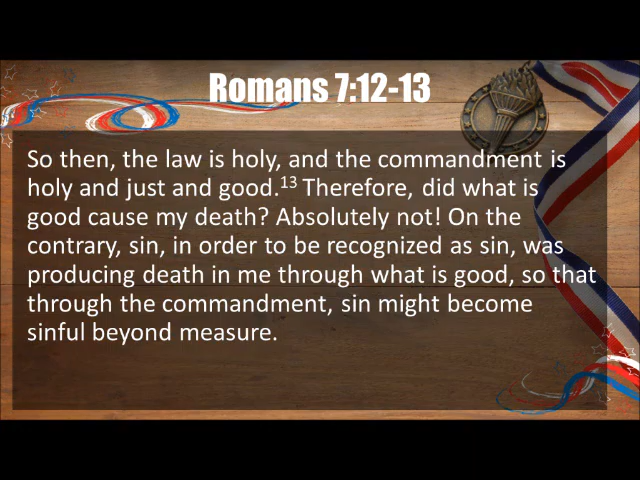 Romans 7:12-13
So then, the law is holy, and the commandment is
holy and just and good.13 Therefore, did what is
good cause my death? Absolutely not! On the
contrary, sin, in order to be recognized as sin, was
producing death in me through what is good, so that
through the commandment, sin might become
sinful beyond measure.